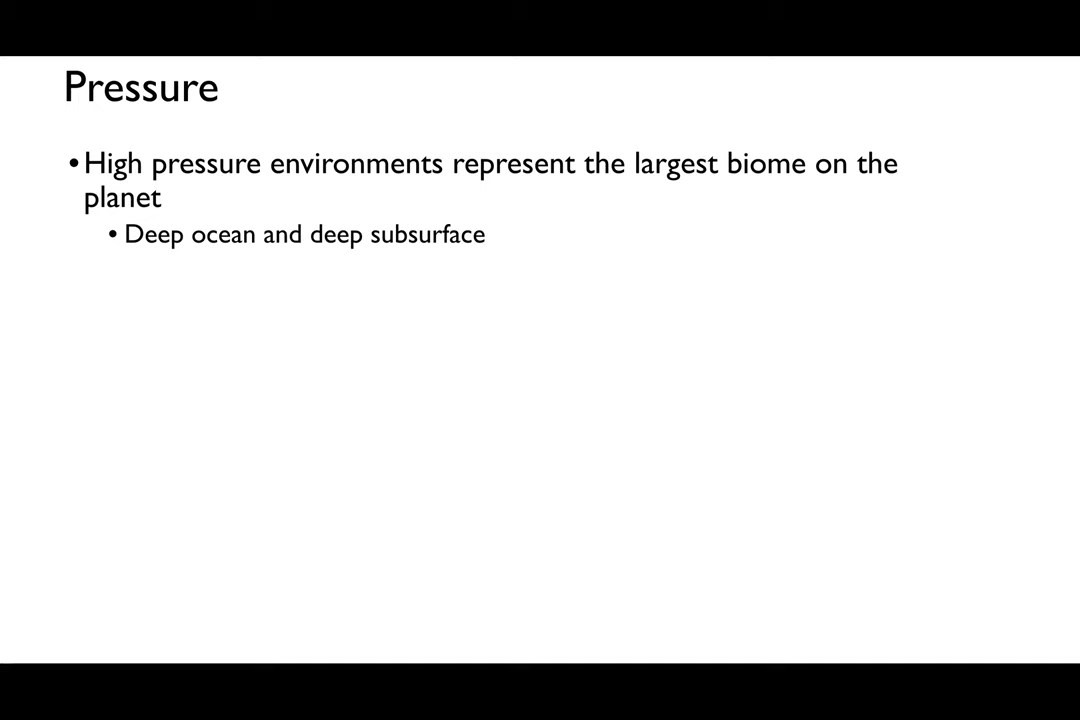 Pressure
•High pressure environments represent the largest biome on the
planet
• Deep ocean and deep subsurface